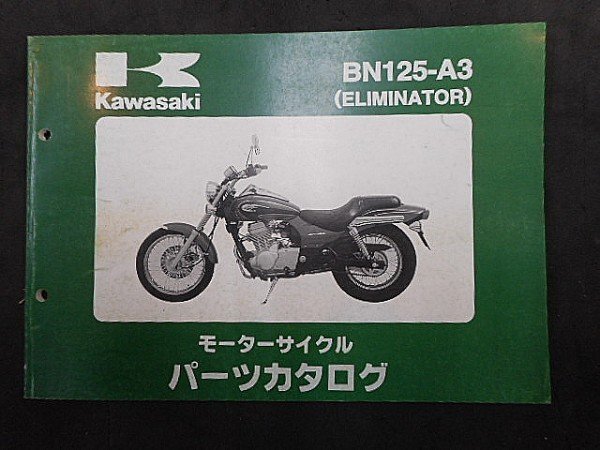 Kawasaki
BN125-A3
(ELIMINATOR)
モーターサイクル
パーツカタログ